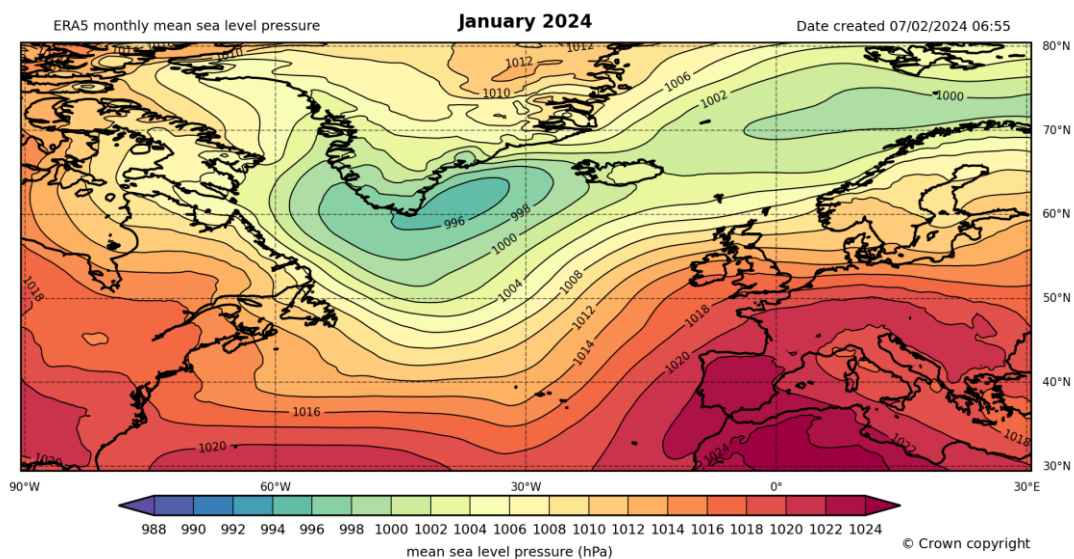 ERA5 monthly mean sea level pressure
January 2024
Date created 07/02/2024 06:55
1012
1012
1010
1010
1006
1002
1000
80°N
70°N
60°N
50°N
40°N
30°N
996
998
1000
1004
1008
1012
1014
1016
1018
1018
1020
1020
1020
1024
1022
1018
90°W
60°W
30°W
0°
30°E
988
990
992
994
996
998
1000
1002
1004
1006
1008
1010
1012
1014
1016
1018
1020
1022
1024
mean sea level pressure (hPa)
© Crown copyright